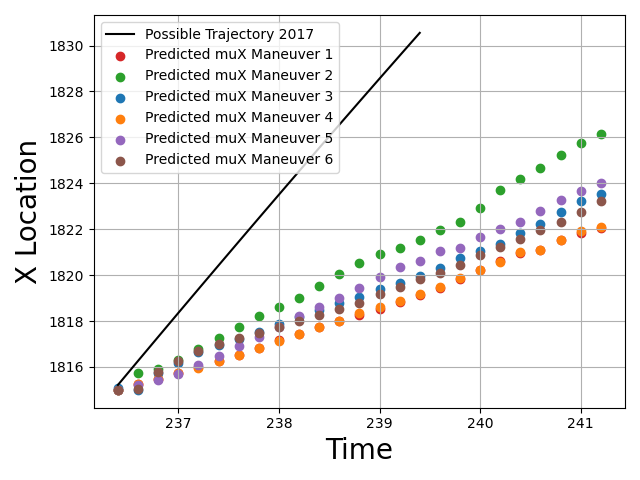 Possible Trajectory 2017
Predicted muX Maneuver 1
Predicted muX Maneuver 2
Predicted muX Maneuver 3
Predicted muX Maneuver 4
Predicted muX Maneuver 5
Predicted muX Maneuver 6
1830
1828
1826
1824
1822
1820
1818
1816
X Location
237 238 239 240 241
Time